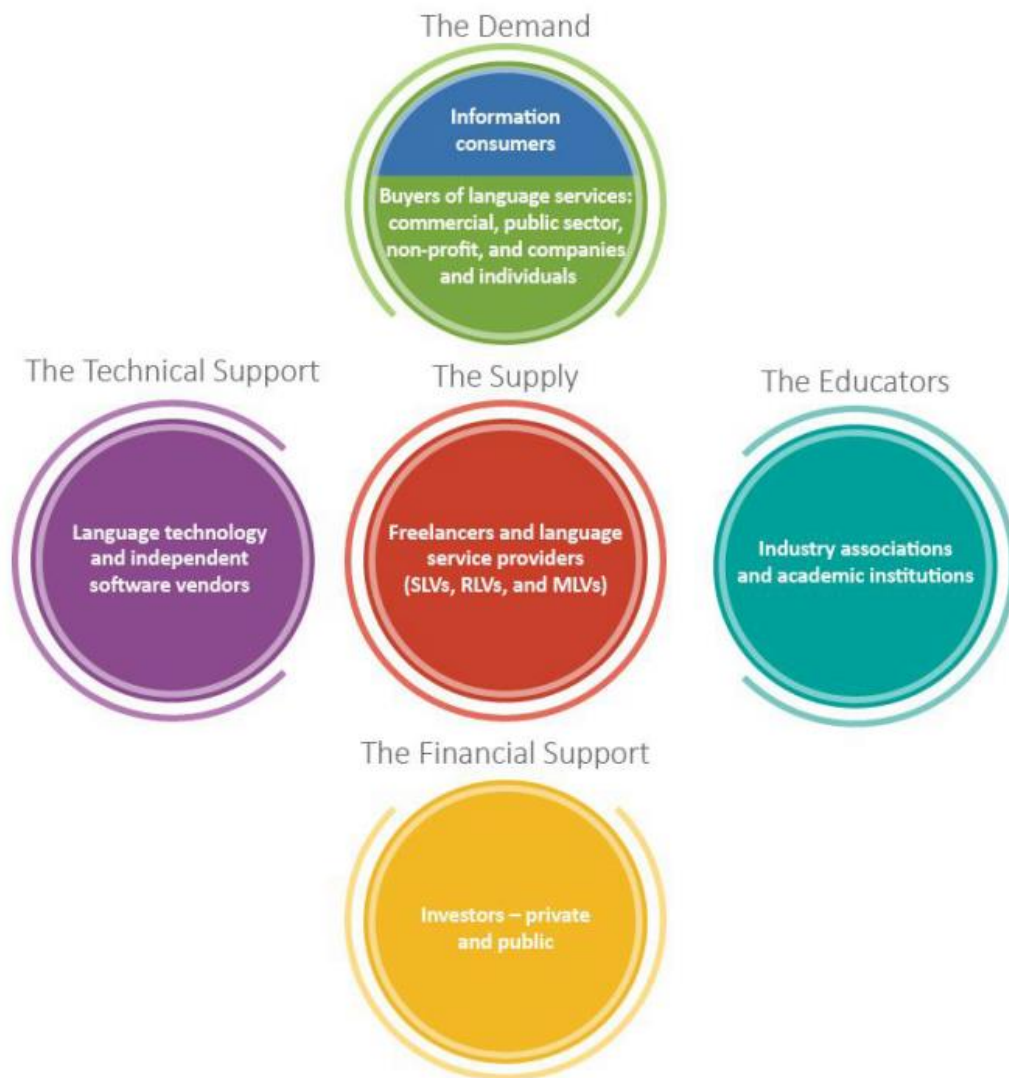 The Demand
Information
consumers
Buyers of language services:
commercial, public sector,
non-profit, and companies
and individuals
The Technical Support
Language technology
and independent
software vendors
The Supply
Freelancers and language
service providers
(SLVs, RLVs, and MLVs)
The Educators
Industry associations
and academic institutions
The Financial Support
Investors – private
and public